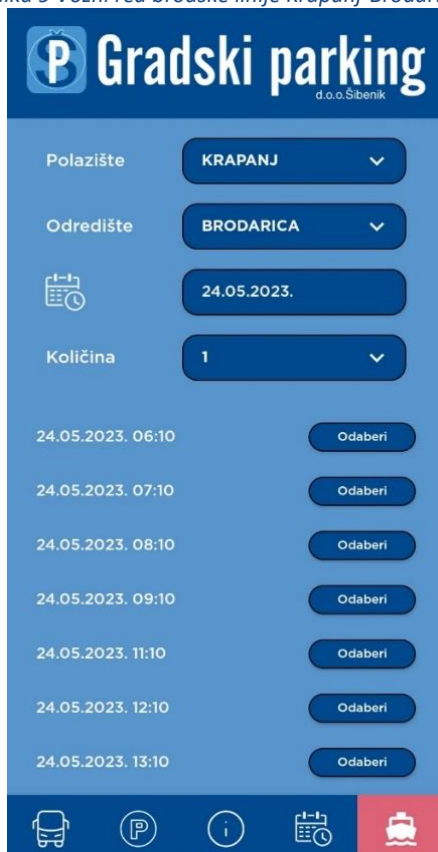 P Gradski parking
d.o.o.Šibenik
Polazište KRAPANJ
Odredište BRODARICA
24.05.2023.
Količina 1
24.05.2023. 06:10 Odaberi
24.05.2023. 07:10 Odaberi
24.05.2023. 08:10 Odaberi
24.05.2023. 09:10 Odaberi
24.05.2023. 11:10 Odaberi
24.05.2023. 12:10 Odaberi
24.05.2023. 13:10 Odaberi
P i